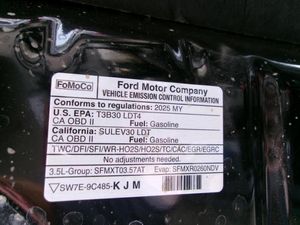 FoMoCo
Ford Motor Company
VEHICLE EMISSION CONTROL INFORMATION
Conforms to regulations: 2025 MY
U.S. EPA: T3B30 LDT4
CA OBD II Fuel: Gasoline
California: SULEV30 LDT
CA OBD II Fuel: Gasoline
TWC/DFI/SFI/WR-HO2S/HO2S/TC/CAC/EGR/EGRC
No adjustments needed.
3.5L-Group: SFMXT03.57AT Evap: SFMXR0260NDV
SW7E-9C485-KJM